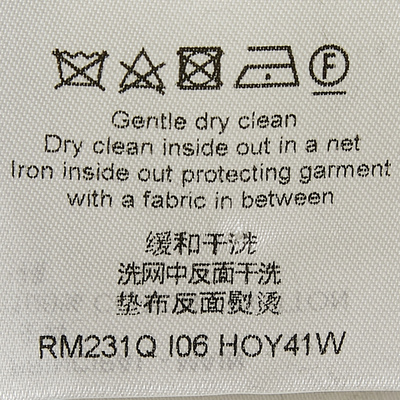 F
Gentle dry clean
Dry clean inside out in a net
Iron inside out protecting garment
with a fabric in between
缓和干洗
洗网中反面干洗
垫布反面熨烫
RM231Q I06 HOY41W